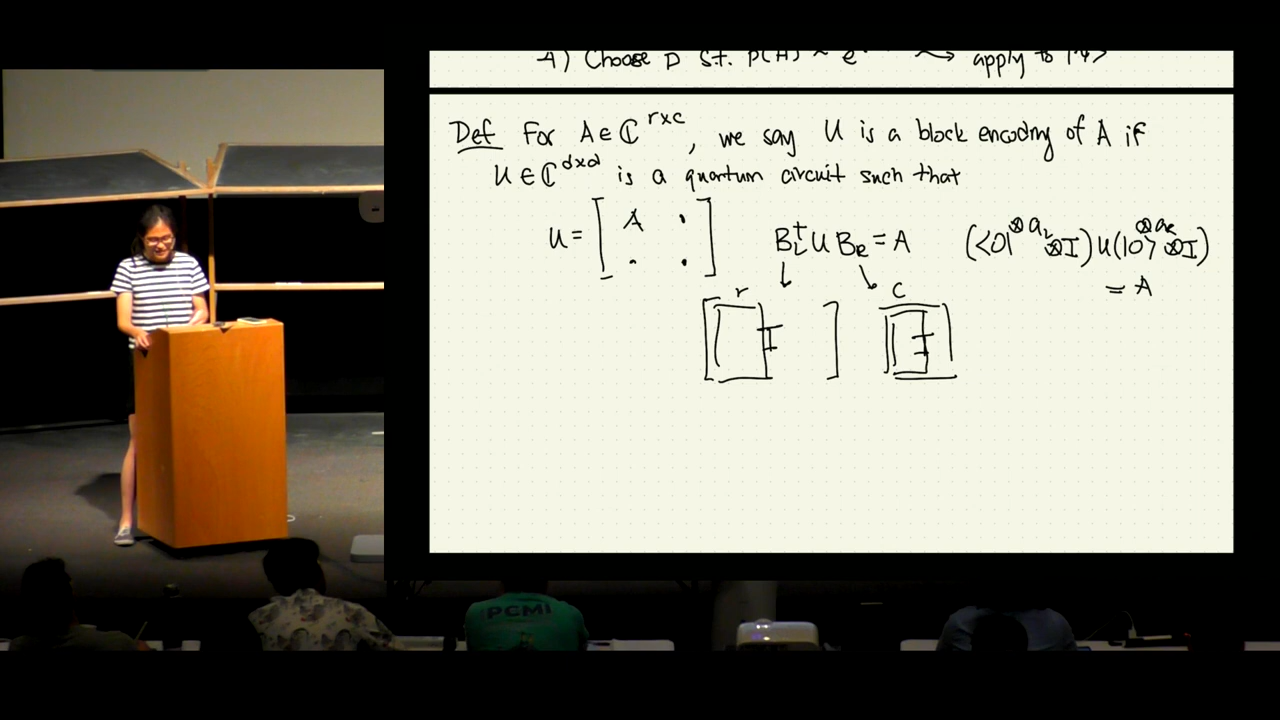 4) Choose p s.t. p(A) ~ e ⇝ apply to |ψ>
Def For A ∈ ℂ^{r×c}, we say U is a block encoding of A if
U ∈ ℂ^{d×d} is a quantum circuit such that
U = [ A · · · ] B_L^† U B_R = A (<0|^{⊗a_L} ⊗ I) U (|0>^{⊗a_R} ⊗ I)
= A
r c
I I
PCMI